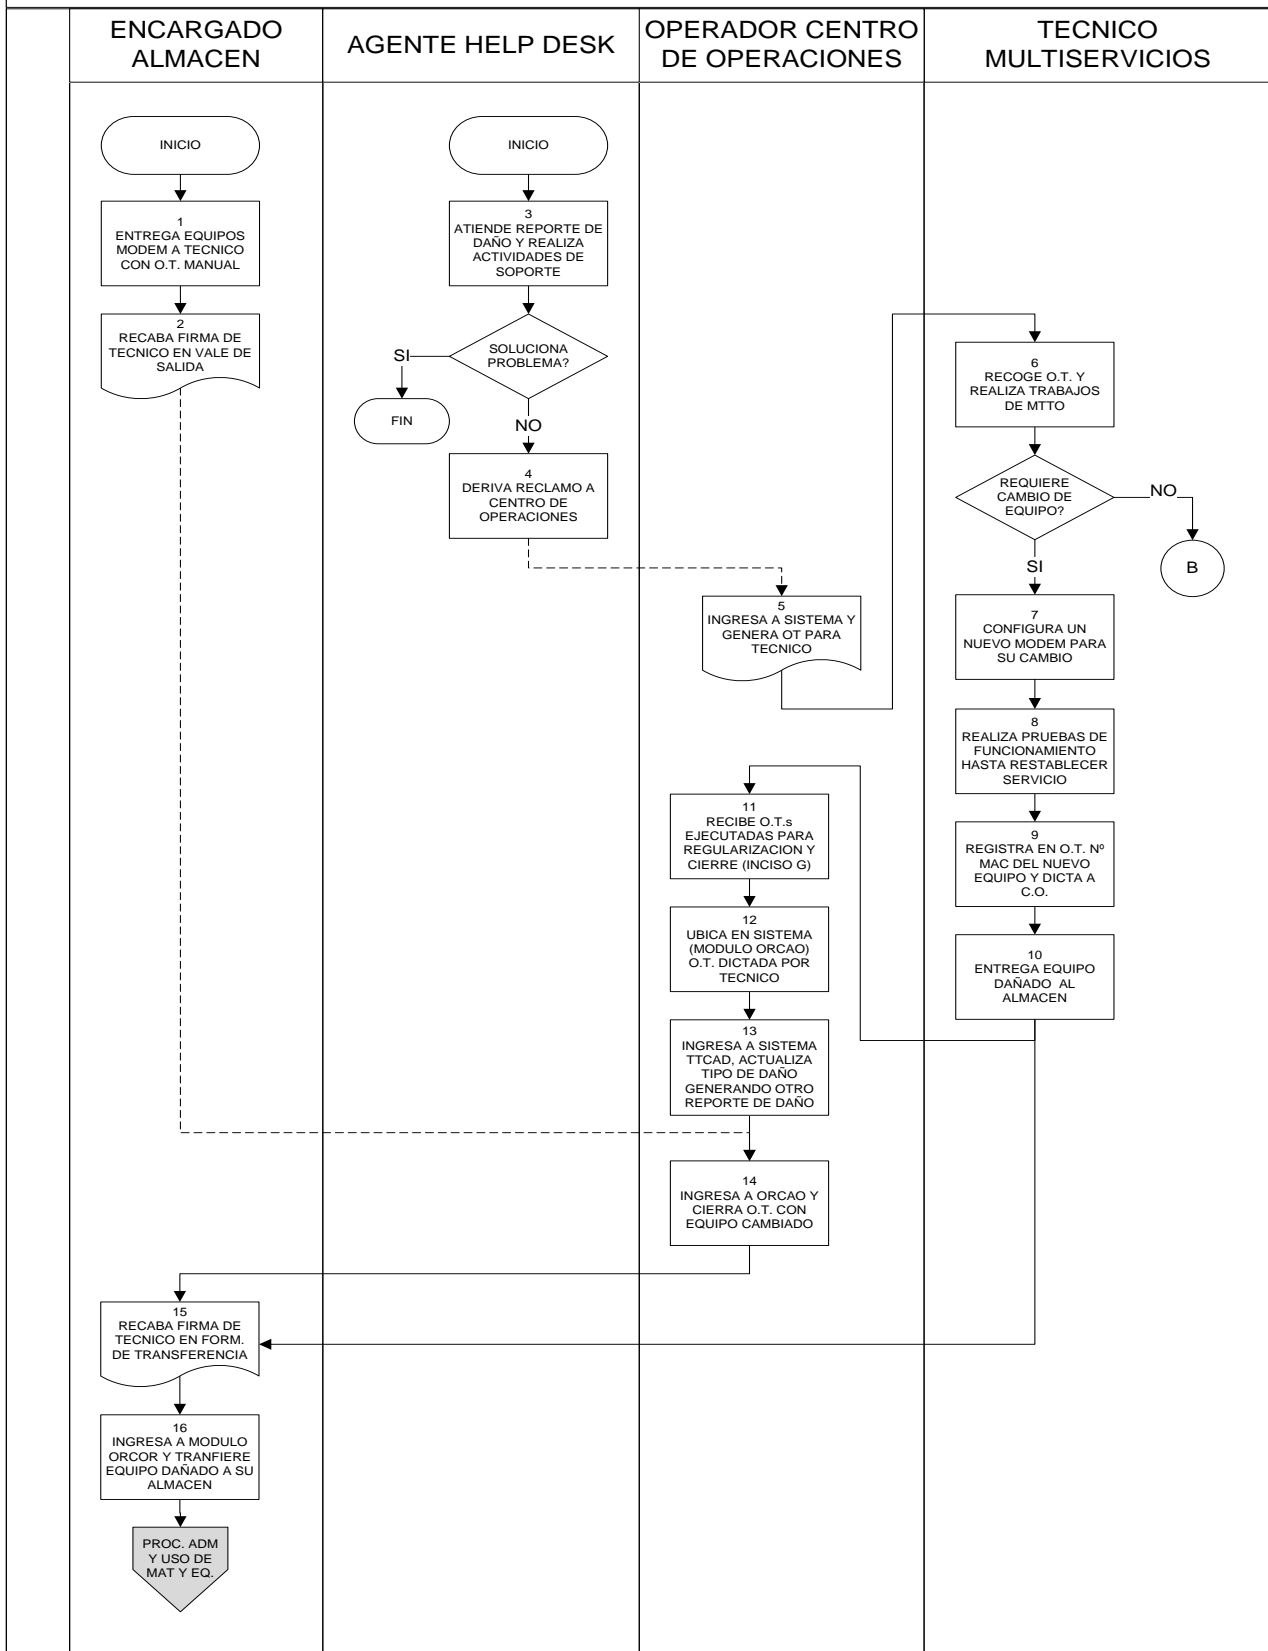 ENCARGADO
ALMACEN
AGENTE HELP DESK
OPERADOR CENTRO
DE OPERACIONES
TECNICO
MULTISERVICIOS
INICIO
1
ENTREGA EQUIPOS
MODEM A TECNICO
CON O.T. MANUAL
2
RECABA FIRMA DE
TECNICO EN VALE DE
SALIDA
INICIO
3
ATIENDE REPORTE DE
DAÑO Y REALIZA
ACTIVIDADES DE
SOPORTE
SOLUCIONA
PROBLEMA?
SI
FIN
NO
4
DERIVA RECLAMO A
CENTRO DE
OPERACIONES
5
INGRESA A SISTEMA Y
GENERA OT PARA
TECNICO
6
RECOGE O.T. Y
REALIZA TRABAJOS
DE MTTO
REQUIERE
CAMBIO DE
EQUIPO?
NO
B
SI
7
CONFIGURA UN
NUEVO MODEM PARA
SU CAMBIO
8
REALIZA PRUEBAS DE
FUNCIONAMIENTO
HASTA RESTABLECER
SERVICIO
9
REGISTRA EN O.T. Nº
MAC DEL NUEVO
EQUIPO Y DICTA A
C.O.
10
ENTREGA EQUIPO
DAÑADO AL
ALMACEN
11
RECIBE O.T.s
EJECUTADAS PARA
REGULARIZACION Y
CIERRE (INCISO G)
12
UBICA EN SISTEMA
(MODULO ORCAO)
O.T. DICTADA POR
TECNICO
13
INGRESA A SISTEMA
TTCAD, ACTUALIZA
TIPO DE DAÑO
GENERANDO OTRO
REPORTE DE DAÑO
14
INGRESA A ORCAO Y
CIERRA O.T. CON
EQUIPO CAMBIADO
15
RECABA FIRMA DE
TECNICO EN FORM.
DE TRANSFERENCIA
16
INGRESA A MODULO
ORCOR Y TRANFIERE
EQUIPO DAÑADO A SU
ALMACEN
PROC. ADM
Y USO DE
MAT Y EQ.